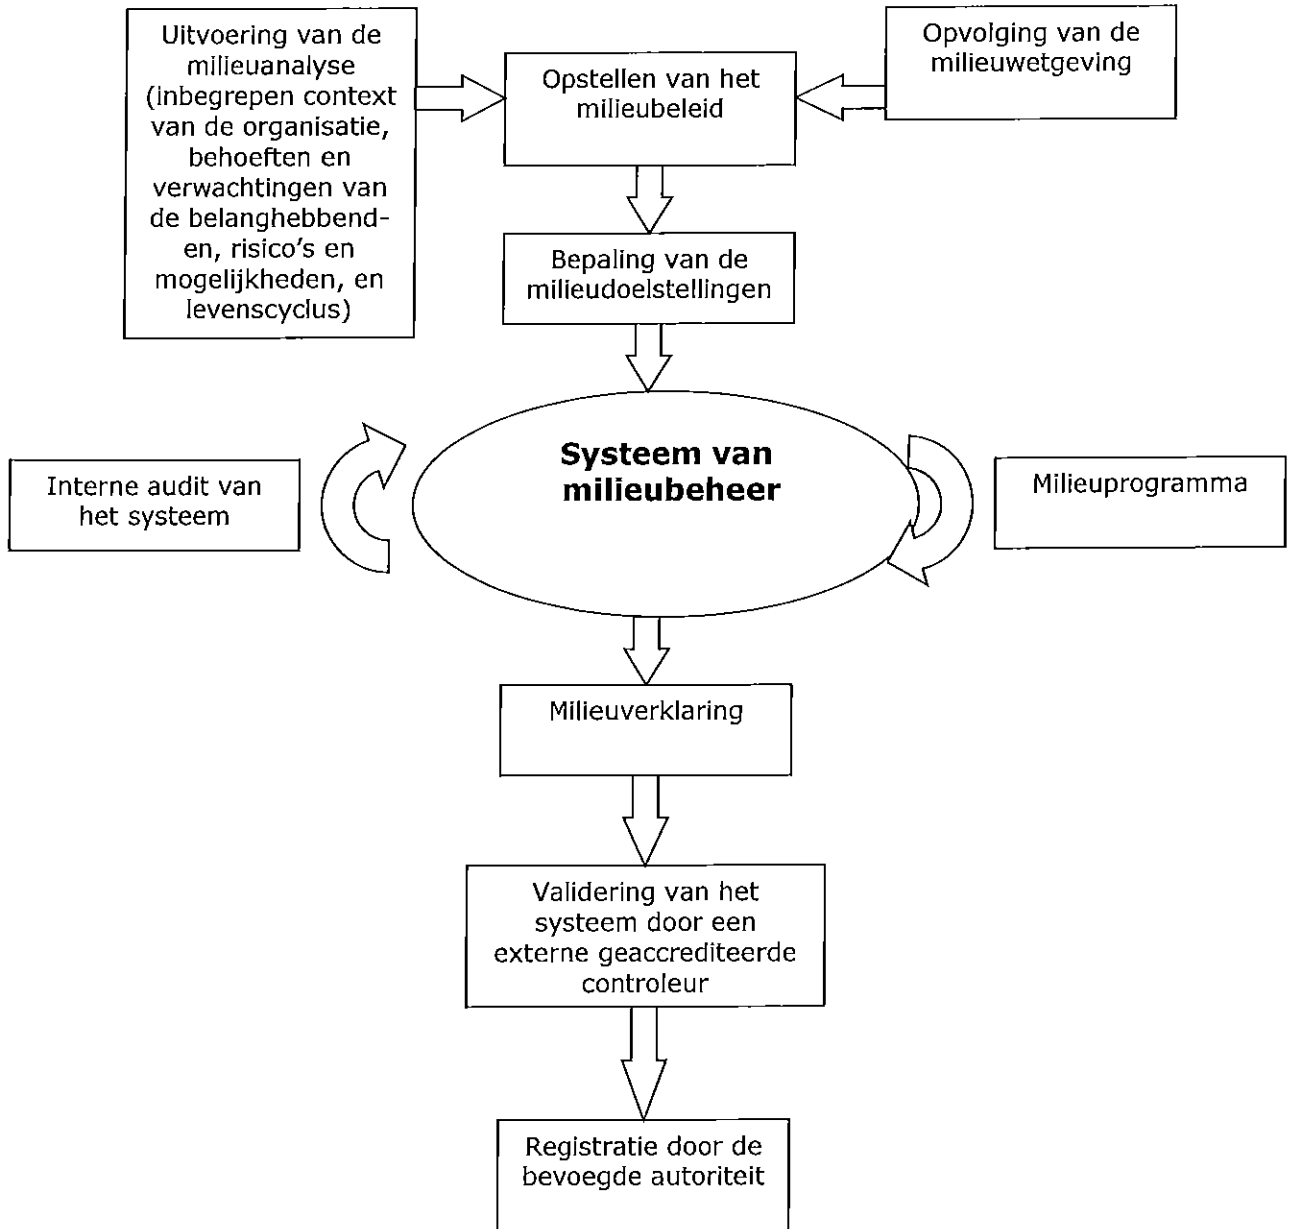 Uitvoering van de
milieuanalyse
(inbegrepen context
van de organisatie,
behoeften en
verwachtingen van
de belanghebbend-
en, risico's en
mogelijkheden, en
levenscyclus)
Opstellen van het
milieubeleid
Opvolging van de
milieuwetgeving
Bepaling van de
milieudoelstellingen
Systeem van
milieubeheer
Interne audit van
het systeem
Milieuprogramma
Milieuverklaring
Validering van het
systeem door een
externe geaccrediteerde
controleur
Registratie door de
bevoegde autoriteit